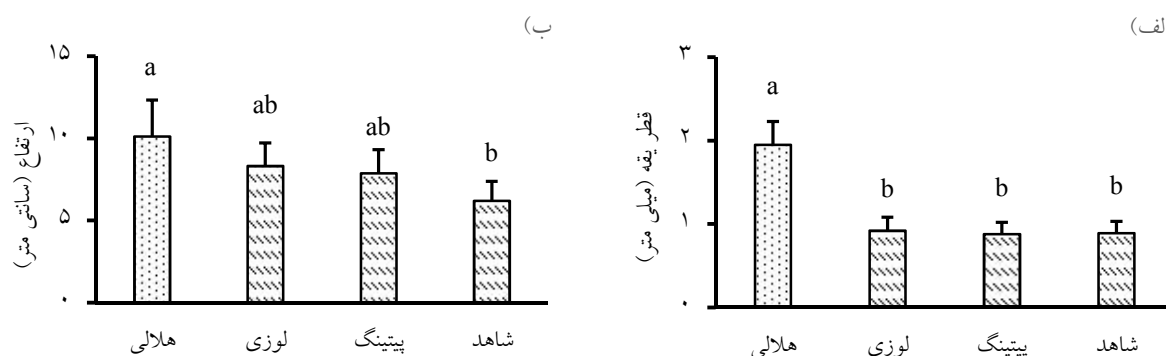 لف)
قطر یقه (میلی متر)
۳
۲
۱
۰
a
b
b
b
هلالی
لوزی
پیتینگ
شاهد
ب)
ارتفاع (سانتی متر)
۱۵
۱۰
۵
۰
a
ab
ab
b
هلالی
لوزی
پیتینگ
شاهد